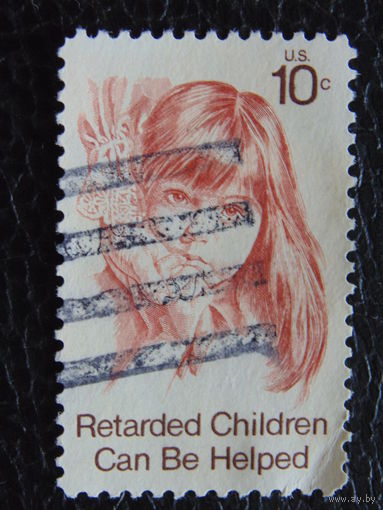 U.S.
10c
Retarded Children
Can Be Helped
www.ay.by